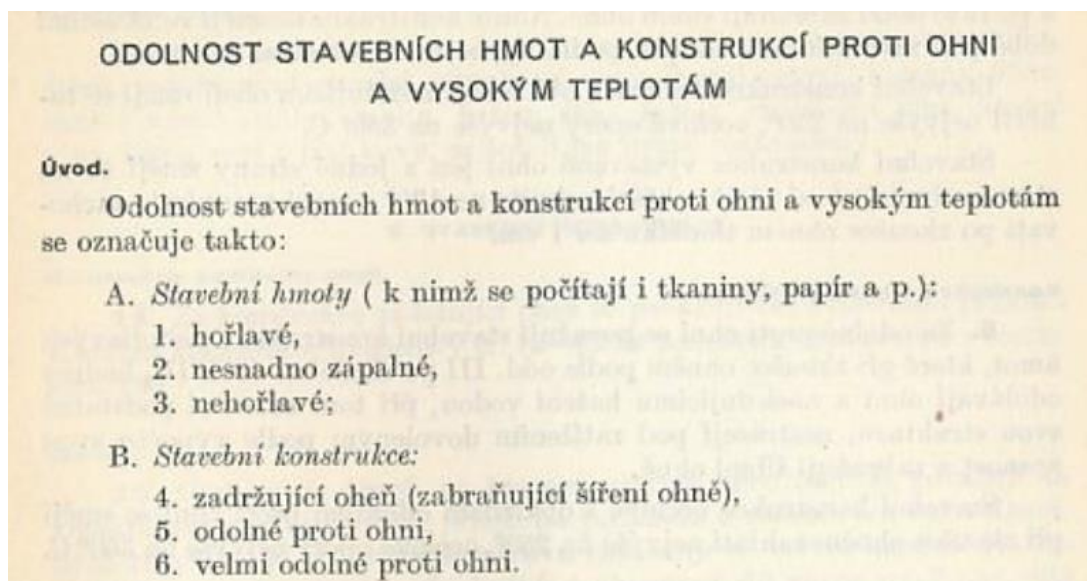 ODOLNOST STAVEBNÍCH HMOT A KONSTRUKCÍ PROTI OHNI
A VYSOKÝM TEPLOTÁM
Úvod.
Odolnost stavebních hmot a konstrukcí proti ohni a vysokým teplotám
se označuje takto:
A. Stavební hmoty ( k nimž se počítají i tkaniny, papír a p.):
1. hořlavé,
2. nesnadno zápalné,
3. nehořlavé;
B. Stavební konstrukce:
4. zadržující oheň (zabraňující šíření ohně),
5. odolné proti ohni,
6. velmi odolné proti ohni.